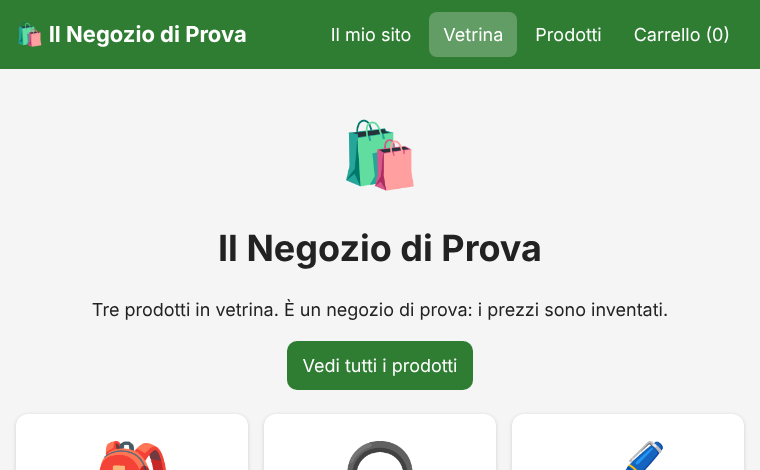 Il Negozio di Prova
Il mio sito
Vetrina
Prodotti
Carrello (0)
Il Negozio di Prova
Tre prodotti in vetrina. È un negozio di prova: i prezzi sono inventati.
Vedi tutti i prodotti